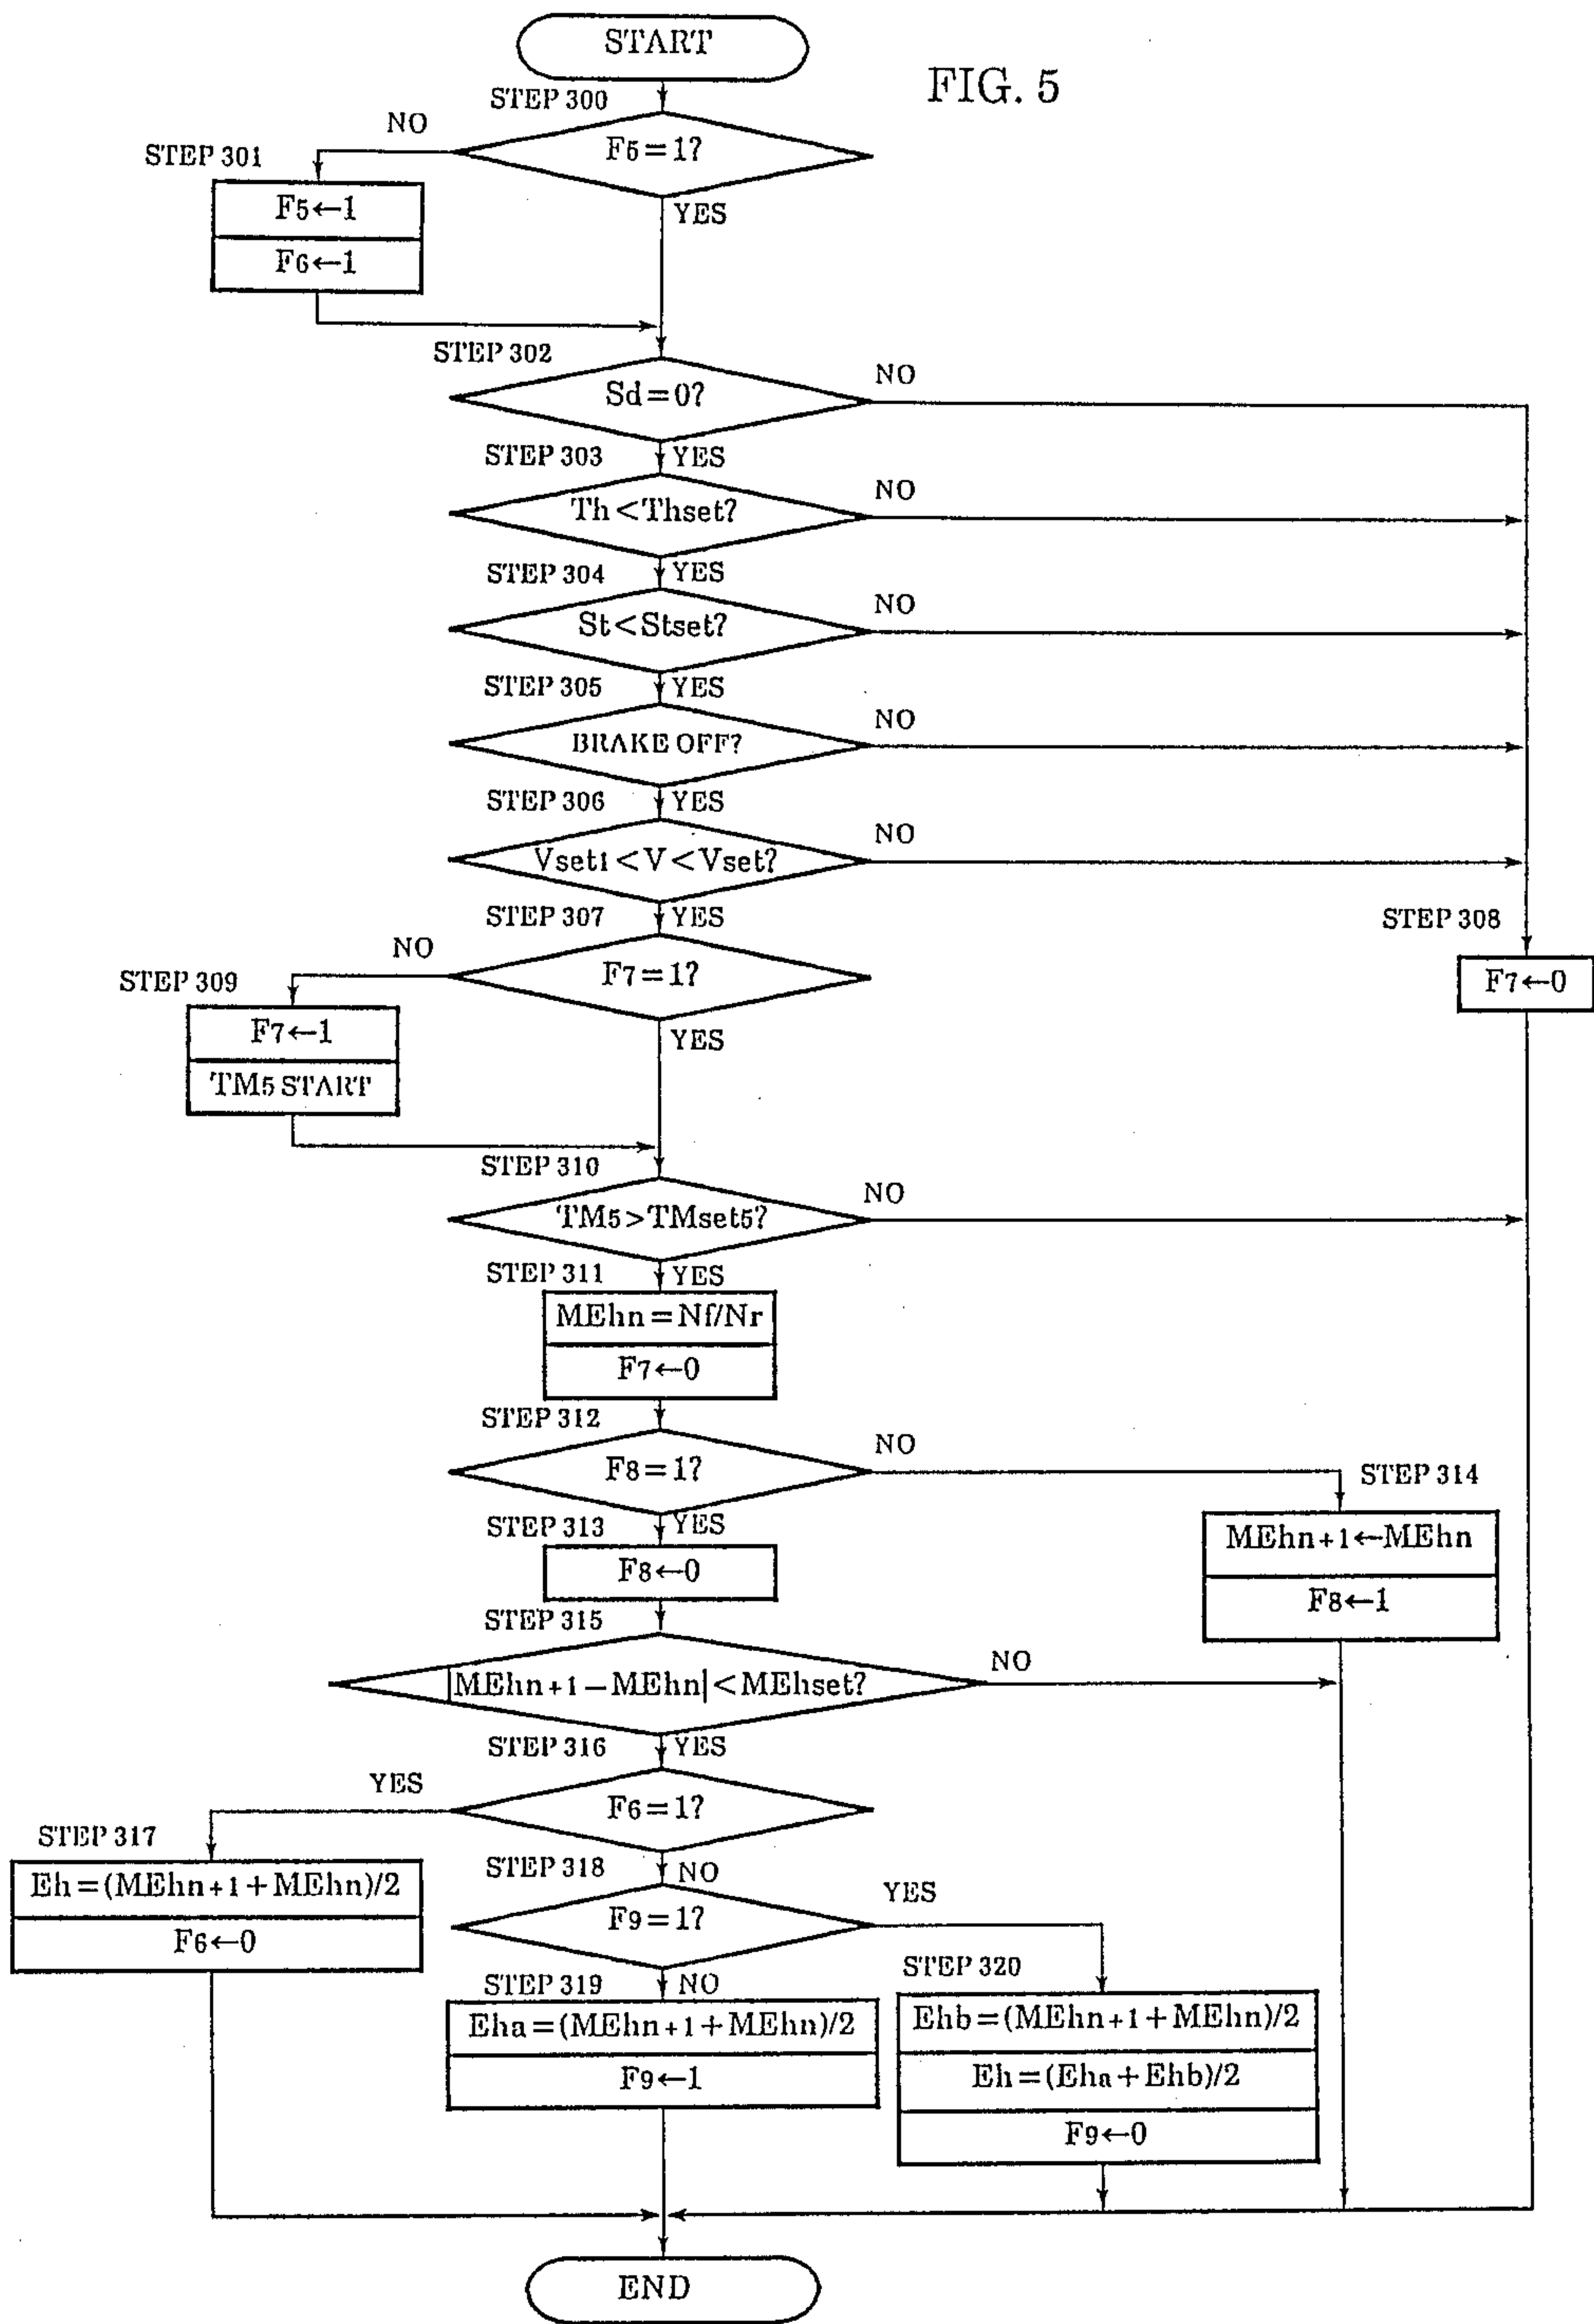 START
FIG. 5
STEP 300
F5=1?
NO
YES
STEP 301
F5←1
F6←1
STEP 302
Sd=0?
NO
YES
STEP 303
Th<Thset?
NO
YES
STEP 304
St<Stset?
NO
YES
STEP 305
BRAKE OFF?
NO
YES
STEP 306
Vset1<V<Vset?
NO
YES
STEP 307
F7=1?
NO
YES
STEP 308
F7←0
STEP 309
F7←1
TM5 START
STEP 310
TM5>TMset5?
NO
YES
STEP 311
MEhn=Nf/Nr
F7←0
STEP 312
F8=1?
NO
YES
STEP 313
F8←0
STEP 314
MEhn+1←MEhn
F8←1
STEP 315
|MEhn+1−MEhn|<MEhset?
NO
YES
STEP 316
F6=1?
YES
NO
STEP 317
Eh=(MEhn+1+MEhn)/2
F6←0
STEP 318
F9=1?
YES
NO
STEP 319
Eha=(MEhn+1+MEhn)/2
F9←1
STEP 320
Ehb=(MEhn+1+MEhn)/2
Eh=(Eha+Ehb)/2
F9←0
END